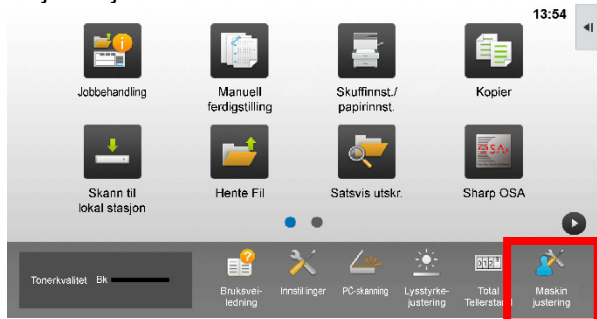 13:54
Jobbehandling
Manuell
ferdigstilling
Skuffinnst./
papirinnst.
Kopier
Skann til
lokal stasjon
Hente Fil
Satsvis utskr.
Sharp OSA
Tonerkvalitet Bk
Bruksvei-
ledning
Innstillinger
PC-skanning
Lysstyrke-
justering
Total
Maskin
justering